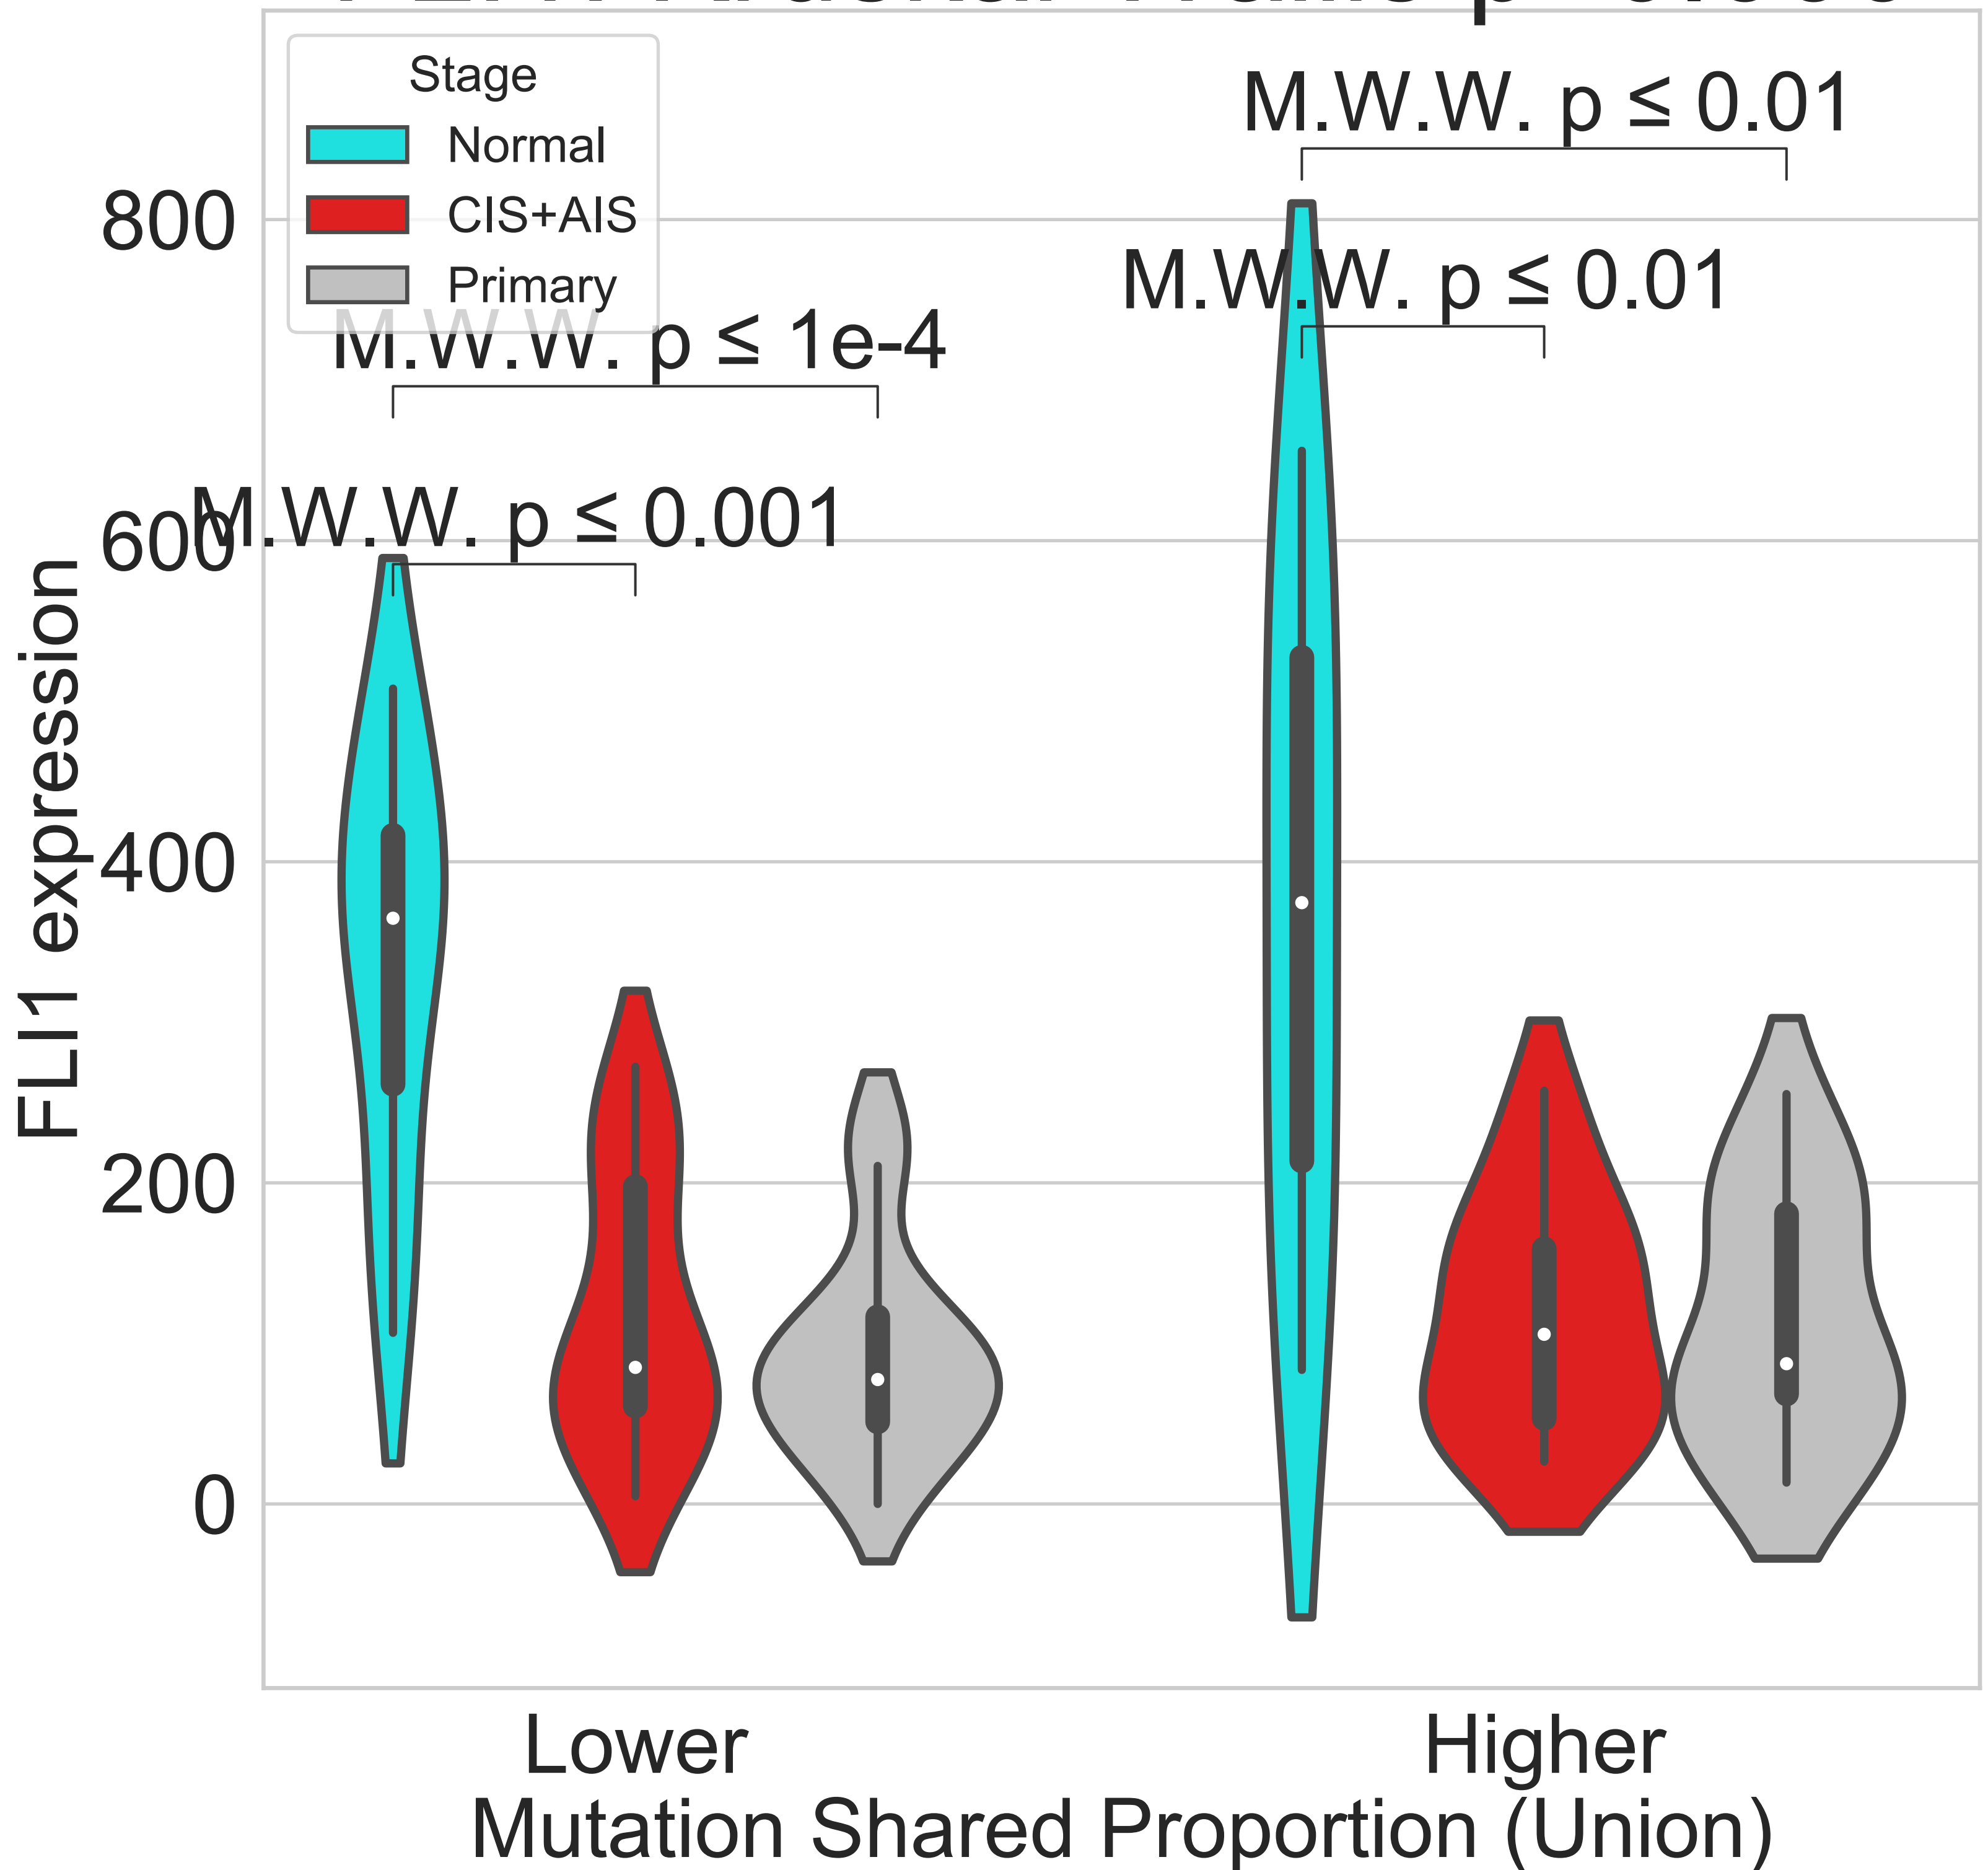 Stage
Normal
CIS+AIS
Primary
M.W.W. p ≤ 0.01
M.W.W. p ≤ 0.01
M.W.W. p ≤ 1e-4
M.W.W. p ≤ 0.001
800
600
400
200
0
FLI1 expression
Lower
Higher
Mutation Shared Proportion (Union)